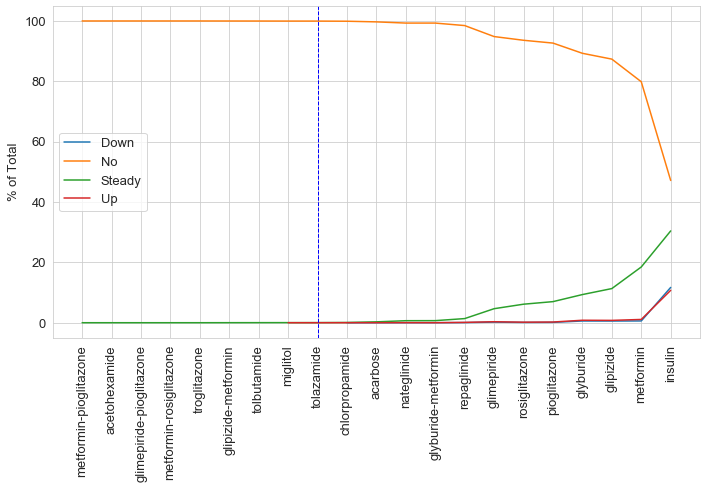 100
80
60
40
20
0
% of Total
Down
No
Steady
Up
metformin-pioglitazone
acetohexamide
glimepiride-pioglitazone
metformin-rosiglitazone
troglitazone
glipizide-metformin
tolbutamide
miglitol
tolazamide
chlorpropamide
acarbose
nateglinide
glyburide-metformin
repaglinide
glimepiride
rosiglitazone
pioglitazone
glyburide
glipizide
metformin
insulin